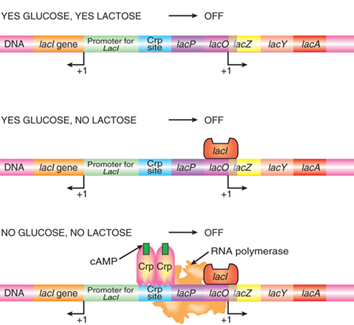 YES GLUCOSE, YES LACTOSE → OFF
DNA lacI gene Promoter for LacI Crp site lacP lacO lacZ lacY lacA
+1 +1
YES GLUCOSE, NO LACTOSE → OFF
lacI
DNA lacI gene Promoter for LacI Crp site lacP lacO lacZ lacY lacA
+1 +1
NO GLUCOSE, NO LACTOSE → OFF
RNA polymerase
cAMP
Crp Crp lacI
DNA lacI gene Promoter for LacI Crp site lacP lacO lacZ lacY lacA
+1 +1